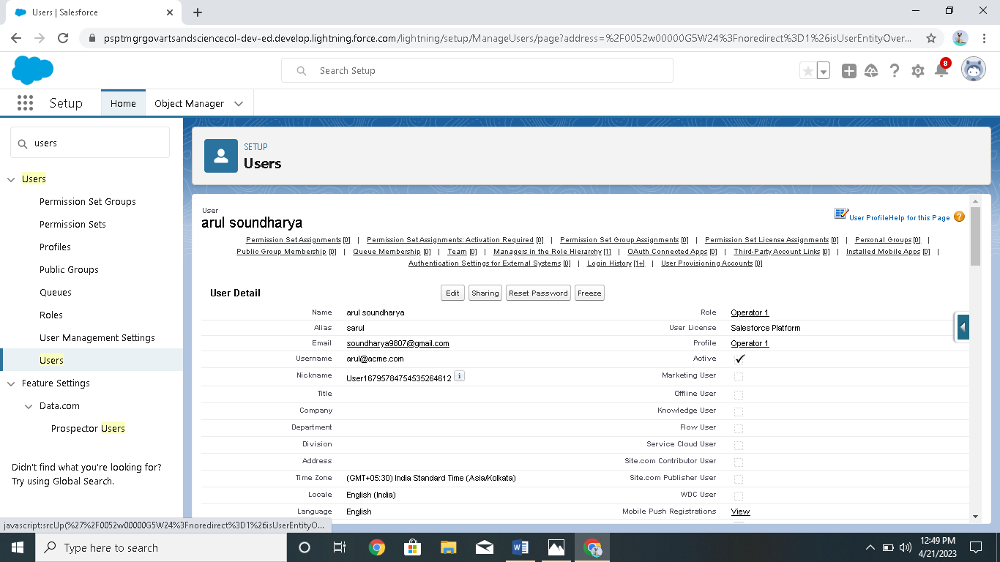 Users | Salesforce
psptmgrgovartsandsciencecol-dev-ed.develop.lightning.force.com/lightning/setup/ManageUsers/page?address=%2F0052w00000G5W24%3Fnoredirect%3D1%26isUserEntityOver...
Search Setup
8
Setup Home Object Manager
users
Users
Permission Set Groups
Permission Sets
Profiles
Public Groups
Queues
Roles
User Management Settings
Users
Feature Settings
Data.com
Prospector Users
Didn't find what you're looking for?
Try using Global Search.
SETUP
Users
User
arul soundharya
User Profile Help for this Page ?
Permission Set Assignments [0] | Permission Set Assignments: Activation Required [0] | Permission Set Group Assignments [0] | Permission Set License Assignments [0] | Personal Groups [0] |
Public Group Membership [0] | Queue Membership [0] | Team [0] | Managers in the Role Hierarchy [1] | OAuth Connected Apps [0] | Third-Party Account Links [0] | Installed Mobile Apps [0] |
Authentication Settings for External Systems [0] | Login History [1+] | User Provisioning Accounts [0]
User Detail Edit Sharing Reset Password Freeze
Name arul soundharya Role Operator 1
Alias sarul User License Salesforce Platform
Email soundharya9807@gmail.com Profile Operator 1
Username arul@acme.com Active
Nickname User16795784754535264612 i Marketing User
Title Offline User
Company Knowledge User
Department Flow User
Division Service Cloud User
Address Site.com Contributor User
Time Zone (GMT+05:30) India Standard Time (Asia/Kolkata) Site.com Publisher User
Locale English (India) WDC User
Language English Mobile Push Registrations View
javascript:srcUp(%27%2F0052w00000G5W24%3Fnoredirect%3D1%26isUserEntityO...
Type here to search
12:49 PM
4/21/2023